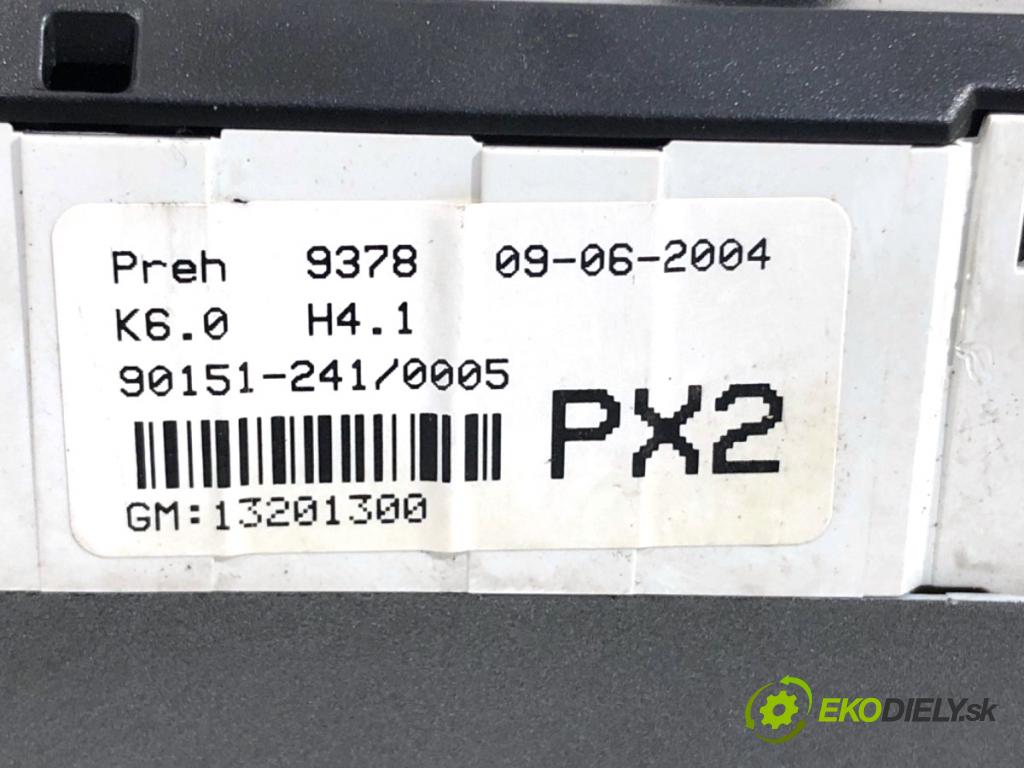 Preh 9378 09-06-2004
K6.0 H4.1
90151-241/0005
PX2
GM:13201300
EKODIELY.sk